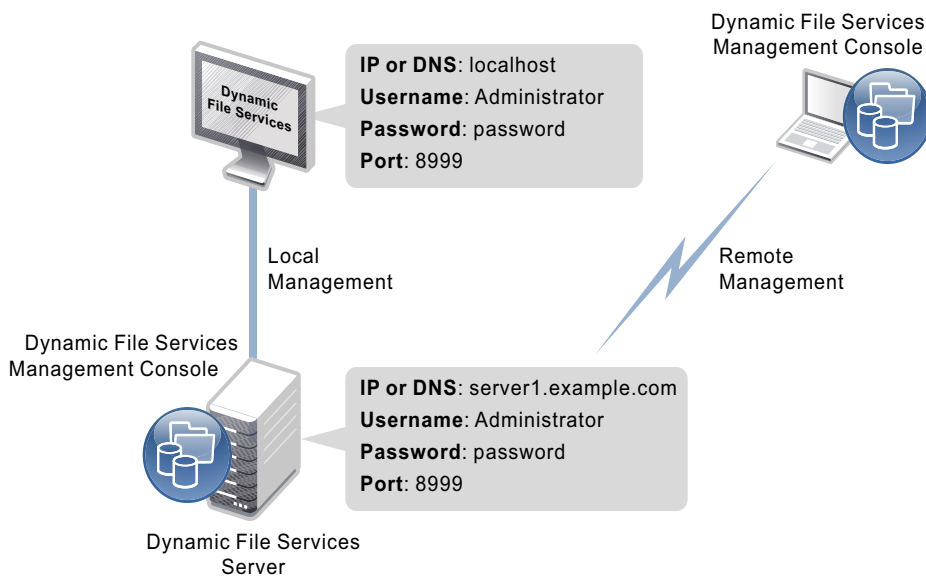 Dynamic File Services
Management Console
Dynamic
File Services
IP or DNS: localhost
Username: Administrator
Password: password
Port: 8999
Local
Management
Remote
Management
Dynamic File Services
Management Console
IP or DNS: server1.example.com
Username: Administrator
Password: password
Port: 8999
Dynamic File Services
Server